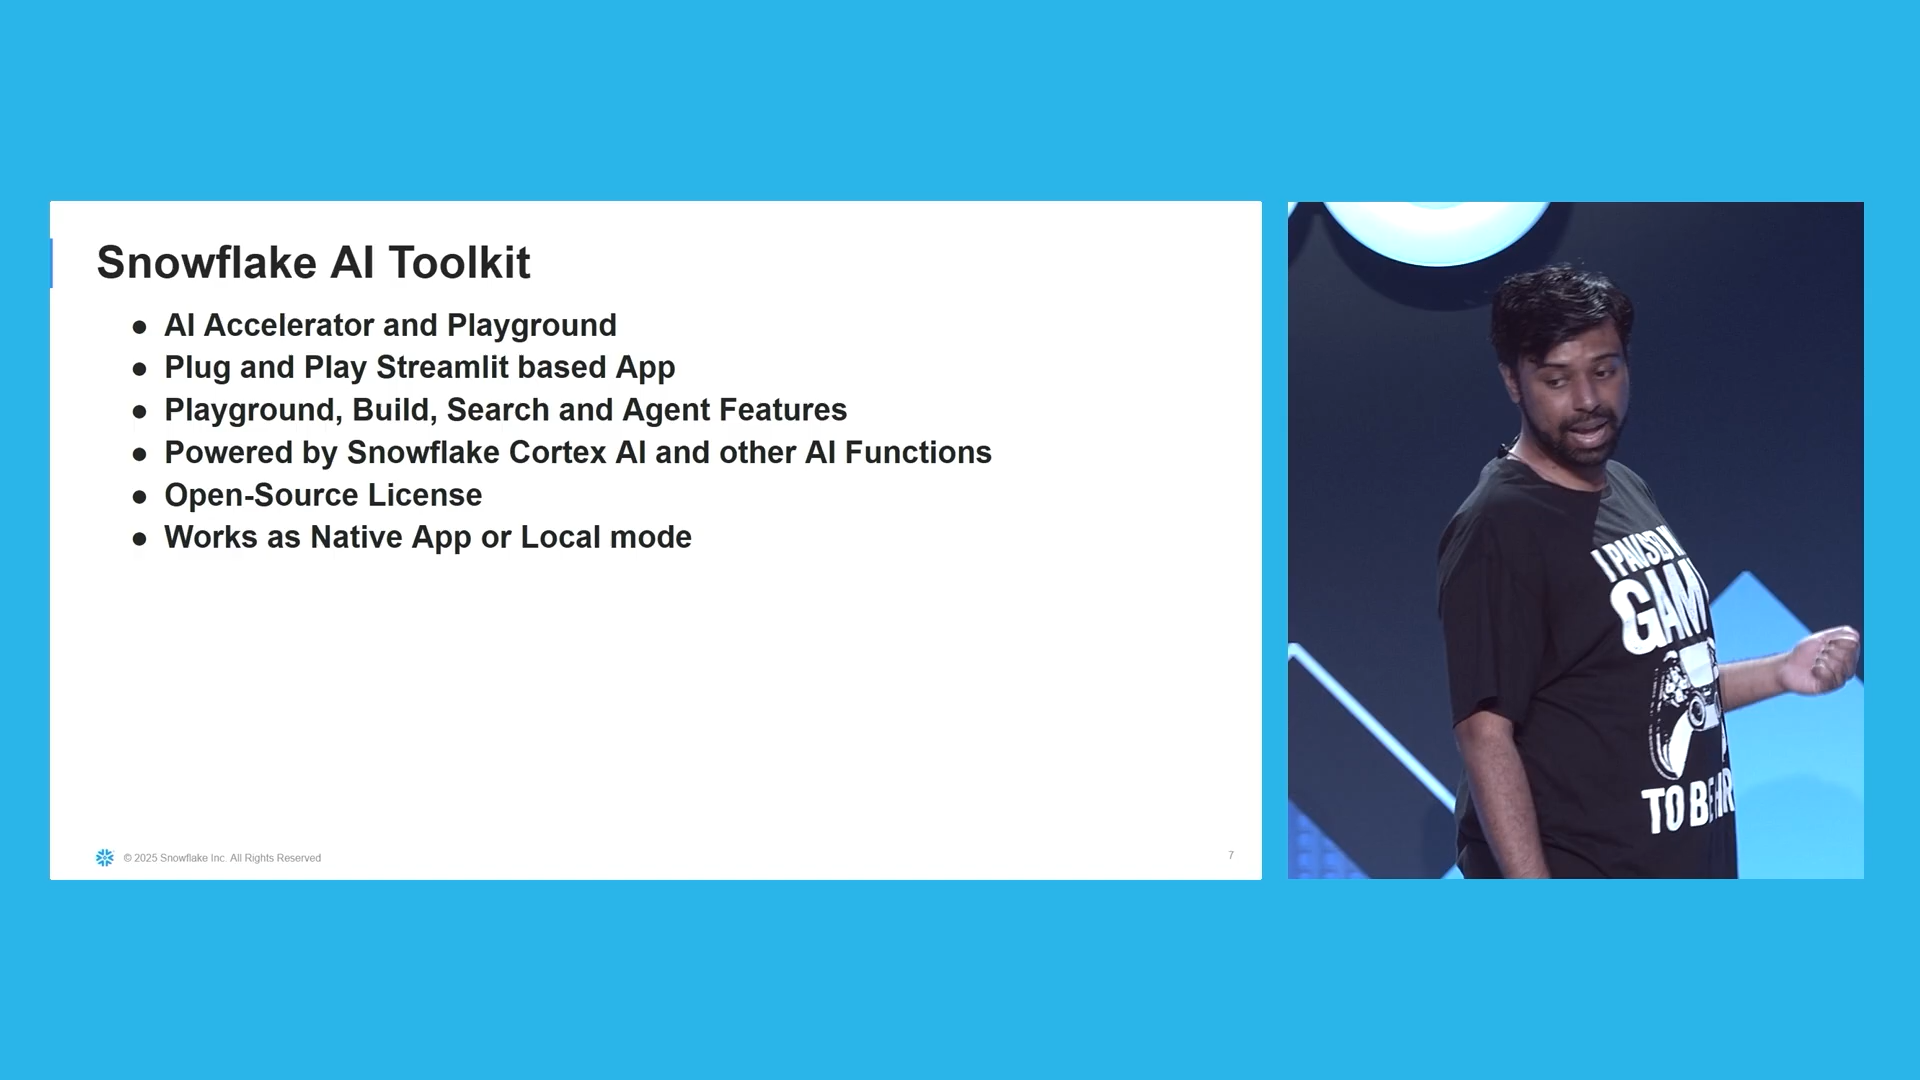 Snowflake AI Toolkit
● AI Accelerator and Playground
● Plug and Play Streamlit based App
● Playground, Build, Search and Agent Features
● Powered by Snowflake Cortex AI and other AI Functions
● Open-Source License
● Works as Native App or Local mode
© 2025 Snowflake Inc. All Rights Reserved
7
I PAUSED
GAM
TO BE